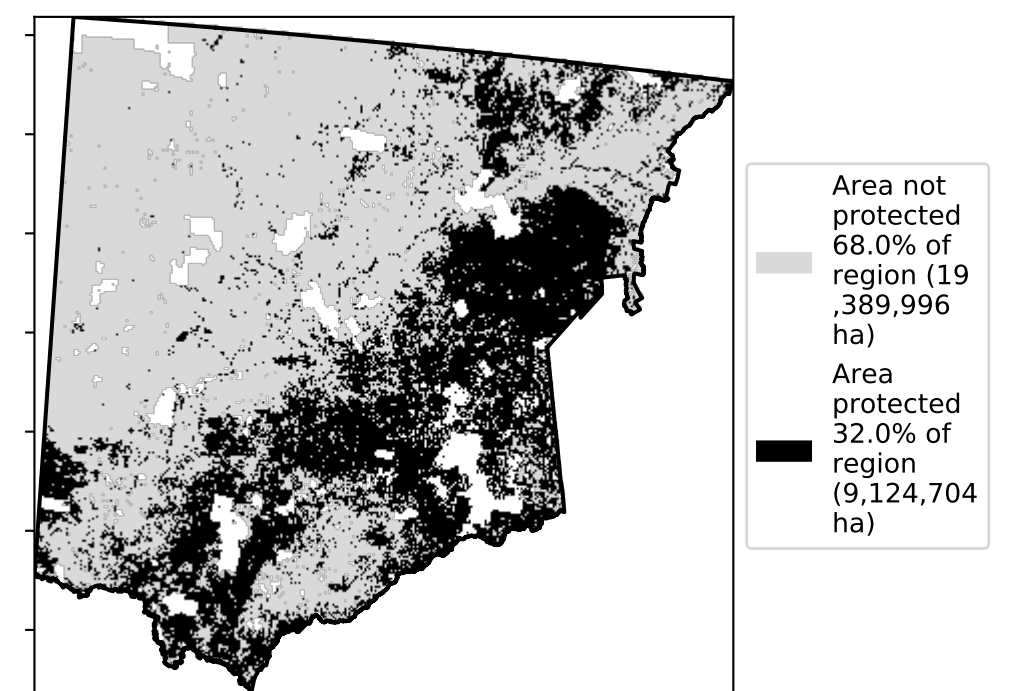 Area not
protected
68.0% of
region (19
,389,996
ha)
Area
protected
32.0% of
region
(9,124,704
ha)